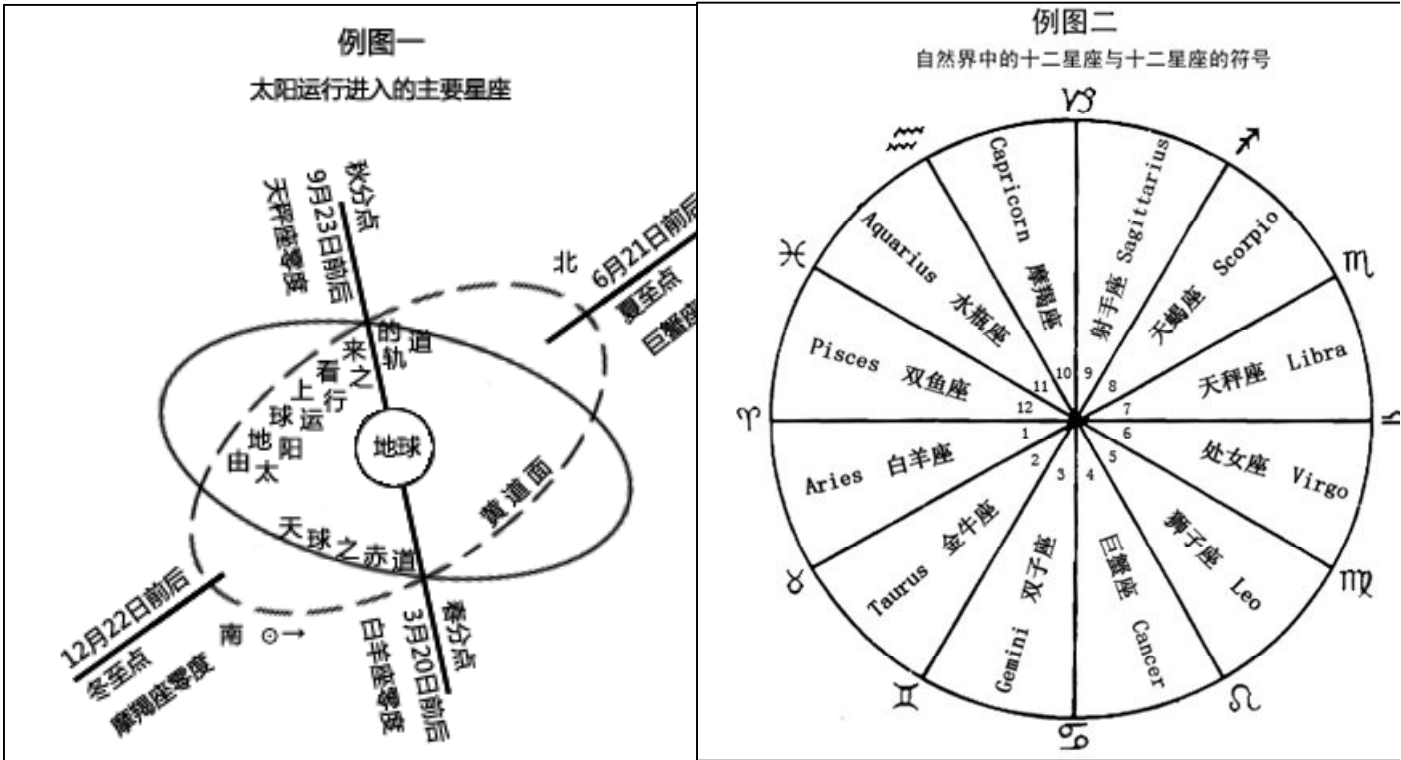 例图一
太阳运行进入的主要星座
秋分点
9月23日前后
天秤座零度
北
6月21日前后
夏至点
巨蟹座
由地球上看来的
太阳运行之轨道
地球
黄道面
天球之赤道
12月22日前后
冬至点
摩羯座零度
南 ⊙→
春分点
3月20日前后
白羊座零度
例图二
自然界中的十二星座与十二星座的符号
♑
♒
♐
Capricorn 摩羯座
射手座 Sagittarius
Aquarius 水瓶座
天蝎座 Scorpio
♓
♏
Pisces 双鱼座
天秤座 Libra
11 10 9 8
12 7
♈
♎
1 6
2 3 4 5
Aries 白羊座
处女座 Virgo
Taurus 金牛座
狮子座 Leo
Gemini 双子座
巨蟹座 Cancer
♉
♍
♊
♌
♋